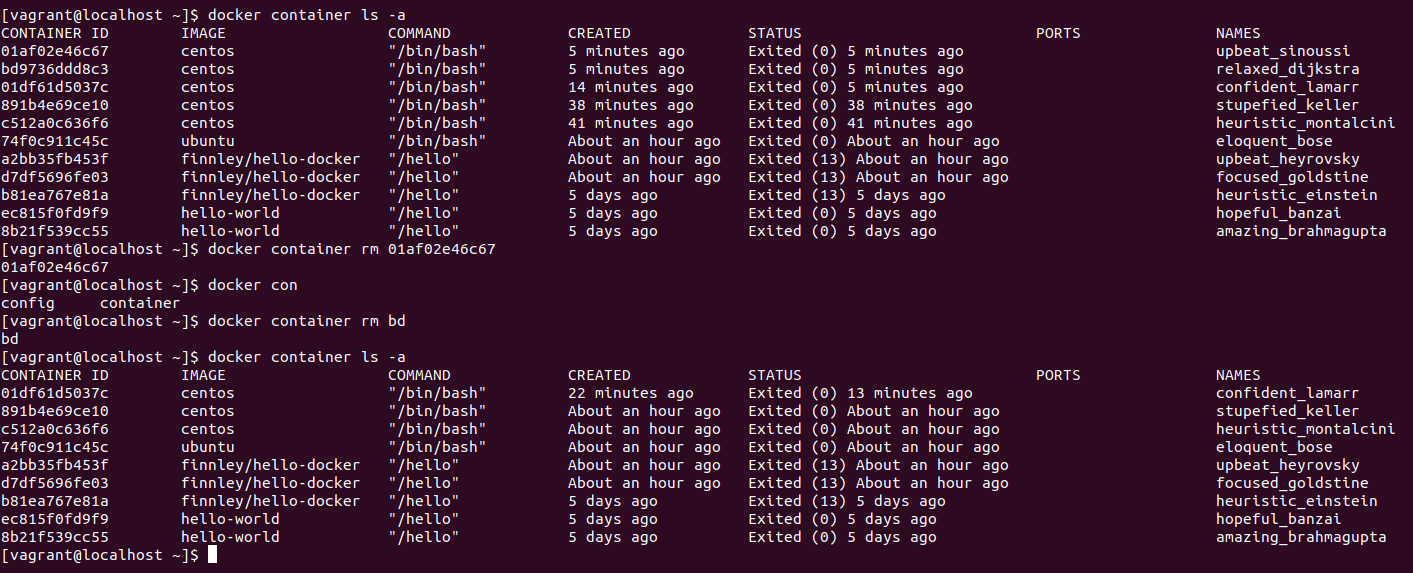 [vagrant@localhost ~]$ docker container ls -a
CONTAINER ID        IMAGE                  COMMAND             CREATED             STATUS                          PORTS               NAMES
01af02e46c67        centos                 "/bin/bash"         5 minutes ago       Exited (0) 5 minutes ago                            upbeat_sinoussi
bd9736ddd8c3        centos                 "/bin/bash"         5 minutes ago       Exited (0) 5 minutes ago                            relaxed_dijkstra
01df61d5037c        centos                 "/bin/bash"         14 minutes ago      Exited (0) 5 minutes ago                            confident_lamarr
891b4e69ce10        centos                 "/bin/bash"         38 minutes ago      Exited (0) 38 minutes ago                           stupefied_keller
c512a0c636f6        centos                 "/bin/bash"         41 minutes ago      Exited (0) 41 minutes ago                           heuristic_montalcini
74f0c911c45c        ubuntu                 "/bin/bash"         About an hour ago   Exited (0) About an hour ago                        eloquent_bose
a2bb35fb453f        finnley/hello-docker   "/hello"            About an hour ago   Exited (13) About an hour ago                       upbeat_heyrovsky
d7df5696fe03        finnley/hello-docker   "/hello"            About an hour ago   Exited (13) About an hour ago                       focused_goldstine
b81ea767e81a        finnley/hello-docker   "/hello"            5 days ago          Exited (13) 5 days ago                              heuristic_einstein
ec815f0fd9f9        hello-world            "/hello"            5 days ago          Exited (0) 5 days ago                               hopeful_banzai
8b21f539cc55        hello-world            "/hello"            5 days ago          Exited (0) 5 days ago                               amazing_brahmagupta
[vagrant@localhost ~]$ docker container rm 01af02e46c67
01af02e46c67
[vagrant@localhost ~]$ docker con
config     container
[vagrant@localhost ~]$ docker container rm bd
bd
[vagrant@localhost ~]$ docker container ls -a
CONTAINER ID        IMAGE                  COMMAND             CREATED             STATUS                          PORTS               NAMES
01df61d5037c        centos                 "/bin/bash"         22 minutes ago      Exited (0) 13 minutes ago                           confident_lamarr
891b4e69ce10        centos                 "/bin/bash"         About an hour ago   Exited (0) About an hour ago                        stupefied_keller
c512a0c636f6        centos                 "/bin/bash"         About an hour ago   Exited (0) About an hour ago                        heuristic_montalcini
74f0c911c45c        ubuntu                 "/bin/bash"         About an hour ago   Exited (0) About an hour ago                        eloquent_bose
a2bb35fb453f        finnley/hello-docker   "/hello"            About an hour ago   Exited (13) About an hour ago                       upbeat_heyrovsky
d7df5696fe03        finnley/hello-docker   "/hello"            About an hour ago   Exited (13) About an hour ago                       focused_goldstine
b81ea767e81a        finnley/hello-docker   "/hello"            5 days ago          Exited (13) 5 days ago                              heuristic_einstein
ec815f0fd9f9        hello-world            "/hello"            5 days ago          Exited (0) 5 days ago                               hopeful_banzai
8b21f539cc55        hello-world            "/hello"            5 days ago          Exited (0) 5 days ago                               amazing_brahmagupta
[vagrant@localhost ~]$